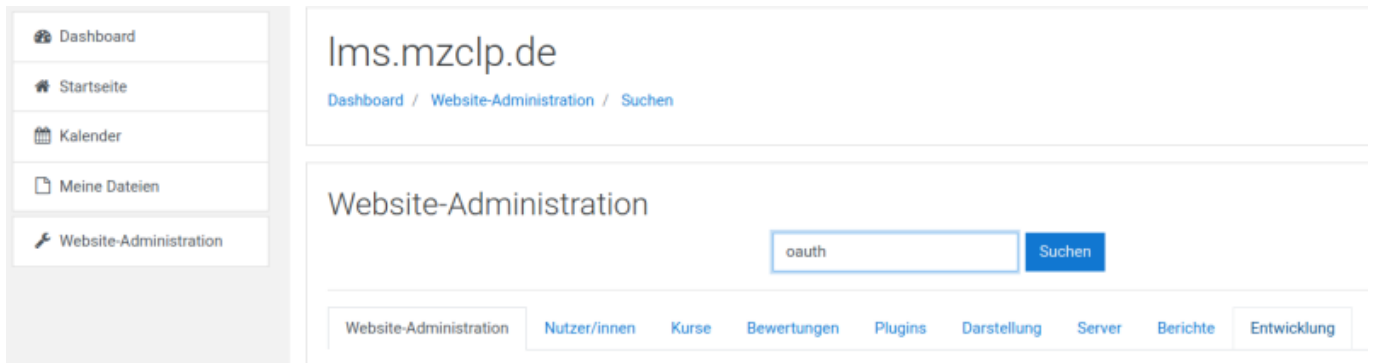 Dashboard
Startseite
Kalender
Meine Dateien
Website-Administration
lms.mzclp.de
Dashboard / Website-Administration / Suchen
Website-Administration
oauth Suchen
Website-Administration Nutzer/innen Kurse Bewertungen Plugins Darstellung Server Berichte Entwicklung